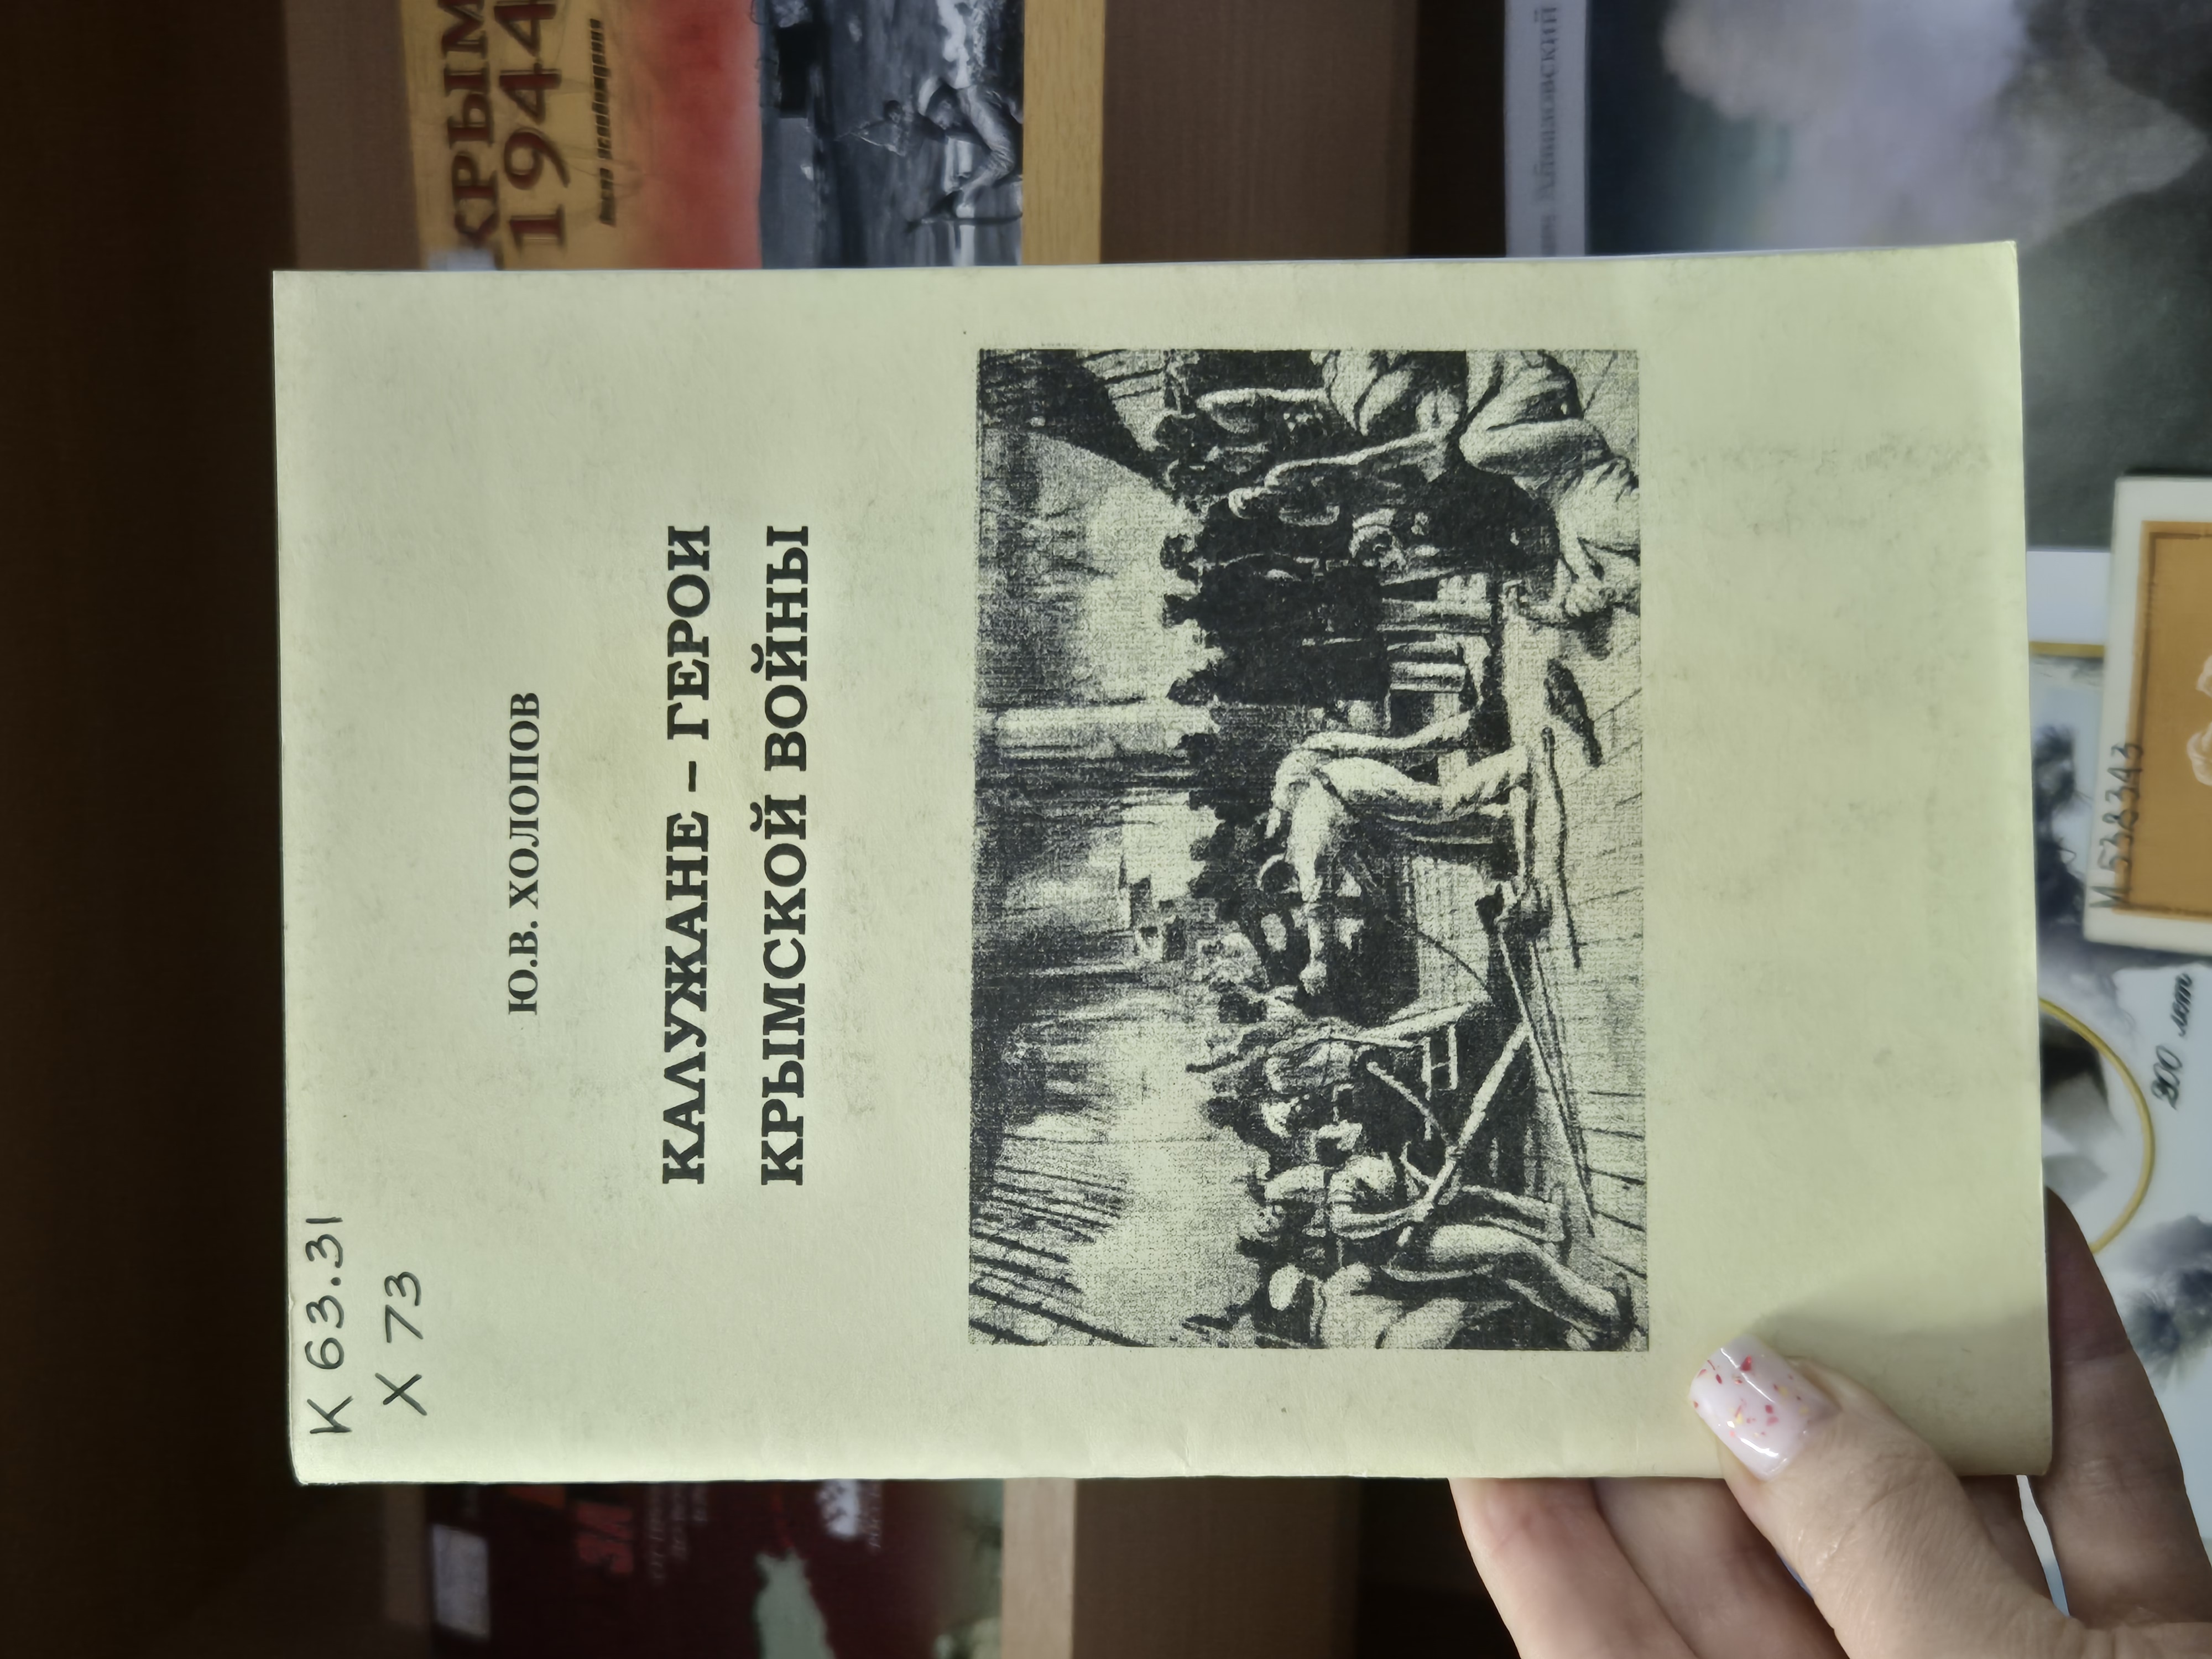 К 63.31
Х 73
Ю.В. ХОЛОПОВ
КАЛУЖАНЕ – ГЕРОИ
КРЫМСКОЙ ВОЙНЫ
КРЫМ
1944
200 лет